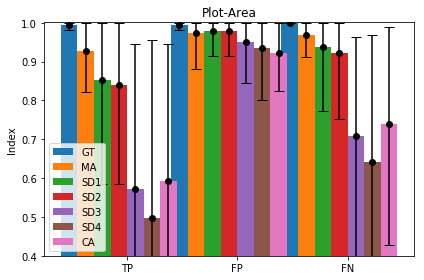 Plot-Area
1.0
0.9
0.8
0.7
0.6
0.5
0.4
Index
GT
MA
SD1
SD2
SD3
SD4
CA
TP FP FN